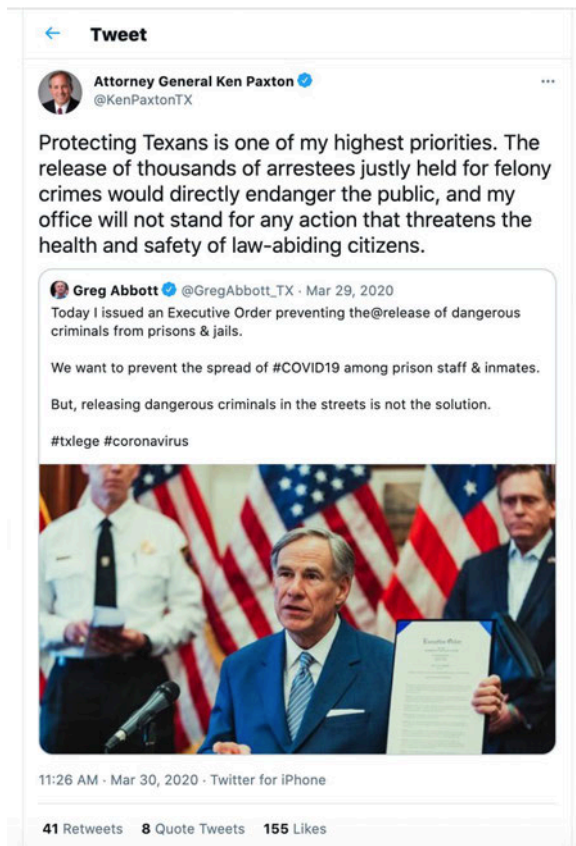 Tweet
Attorney General Ken Paxton
@KenPaxtonTX
Protecting Texans is one of my highest priorities. The
release of thousands of arrestees justly held for felony
crimes would directly endanger the public, and my
office will not stand for any action that threatens the
health and safety of law-abiding citizens.
Greg Abbott @GregAbbott_TX · Mar 29, 2020
Today I issued an Executive Order preventing the@release of dangerous
criminals from prisons & jails.
We want to prevent the spread of #COVID19 among prison staff & inmates.
But, releasing dangerous criminals in the streets is not the solution.
#txlege #coronavirus
Executive Order
11:26 AM · Mar 30, 2020 · Twitter for iPhone
41 Retweets 8 Quote Tweets 155 Likes